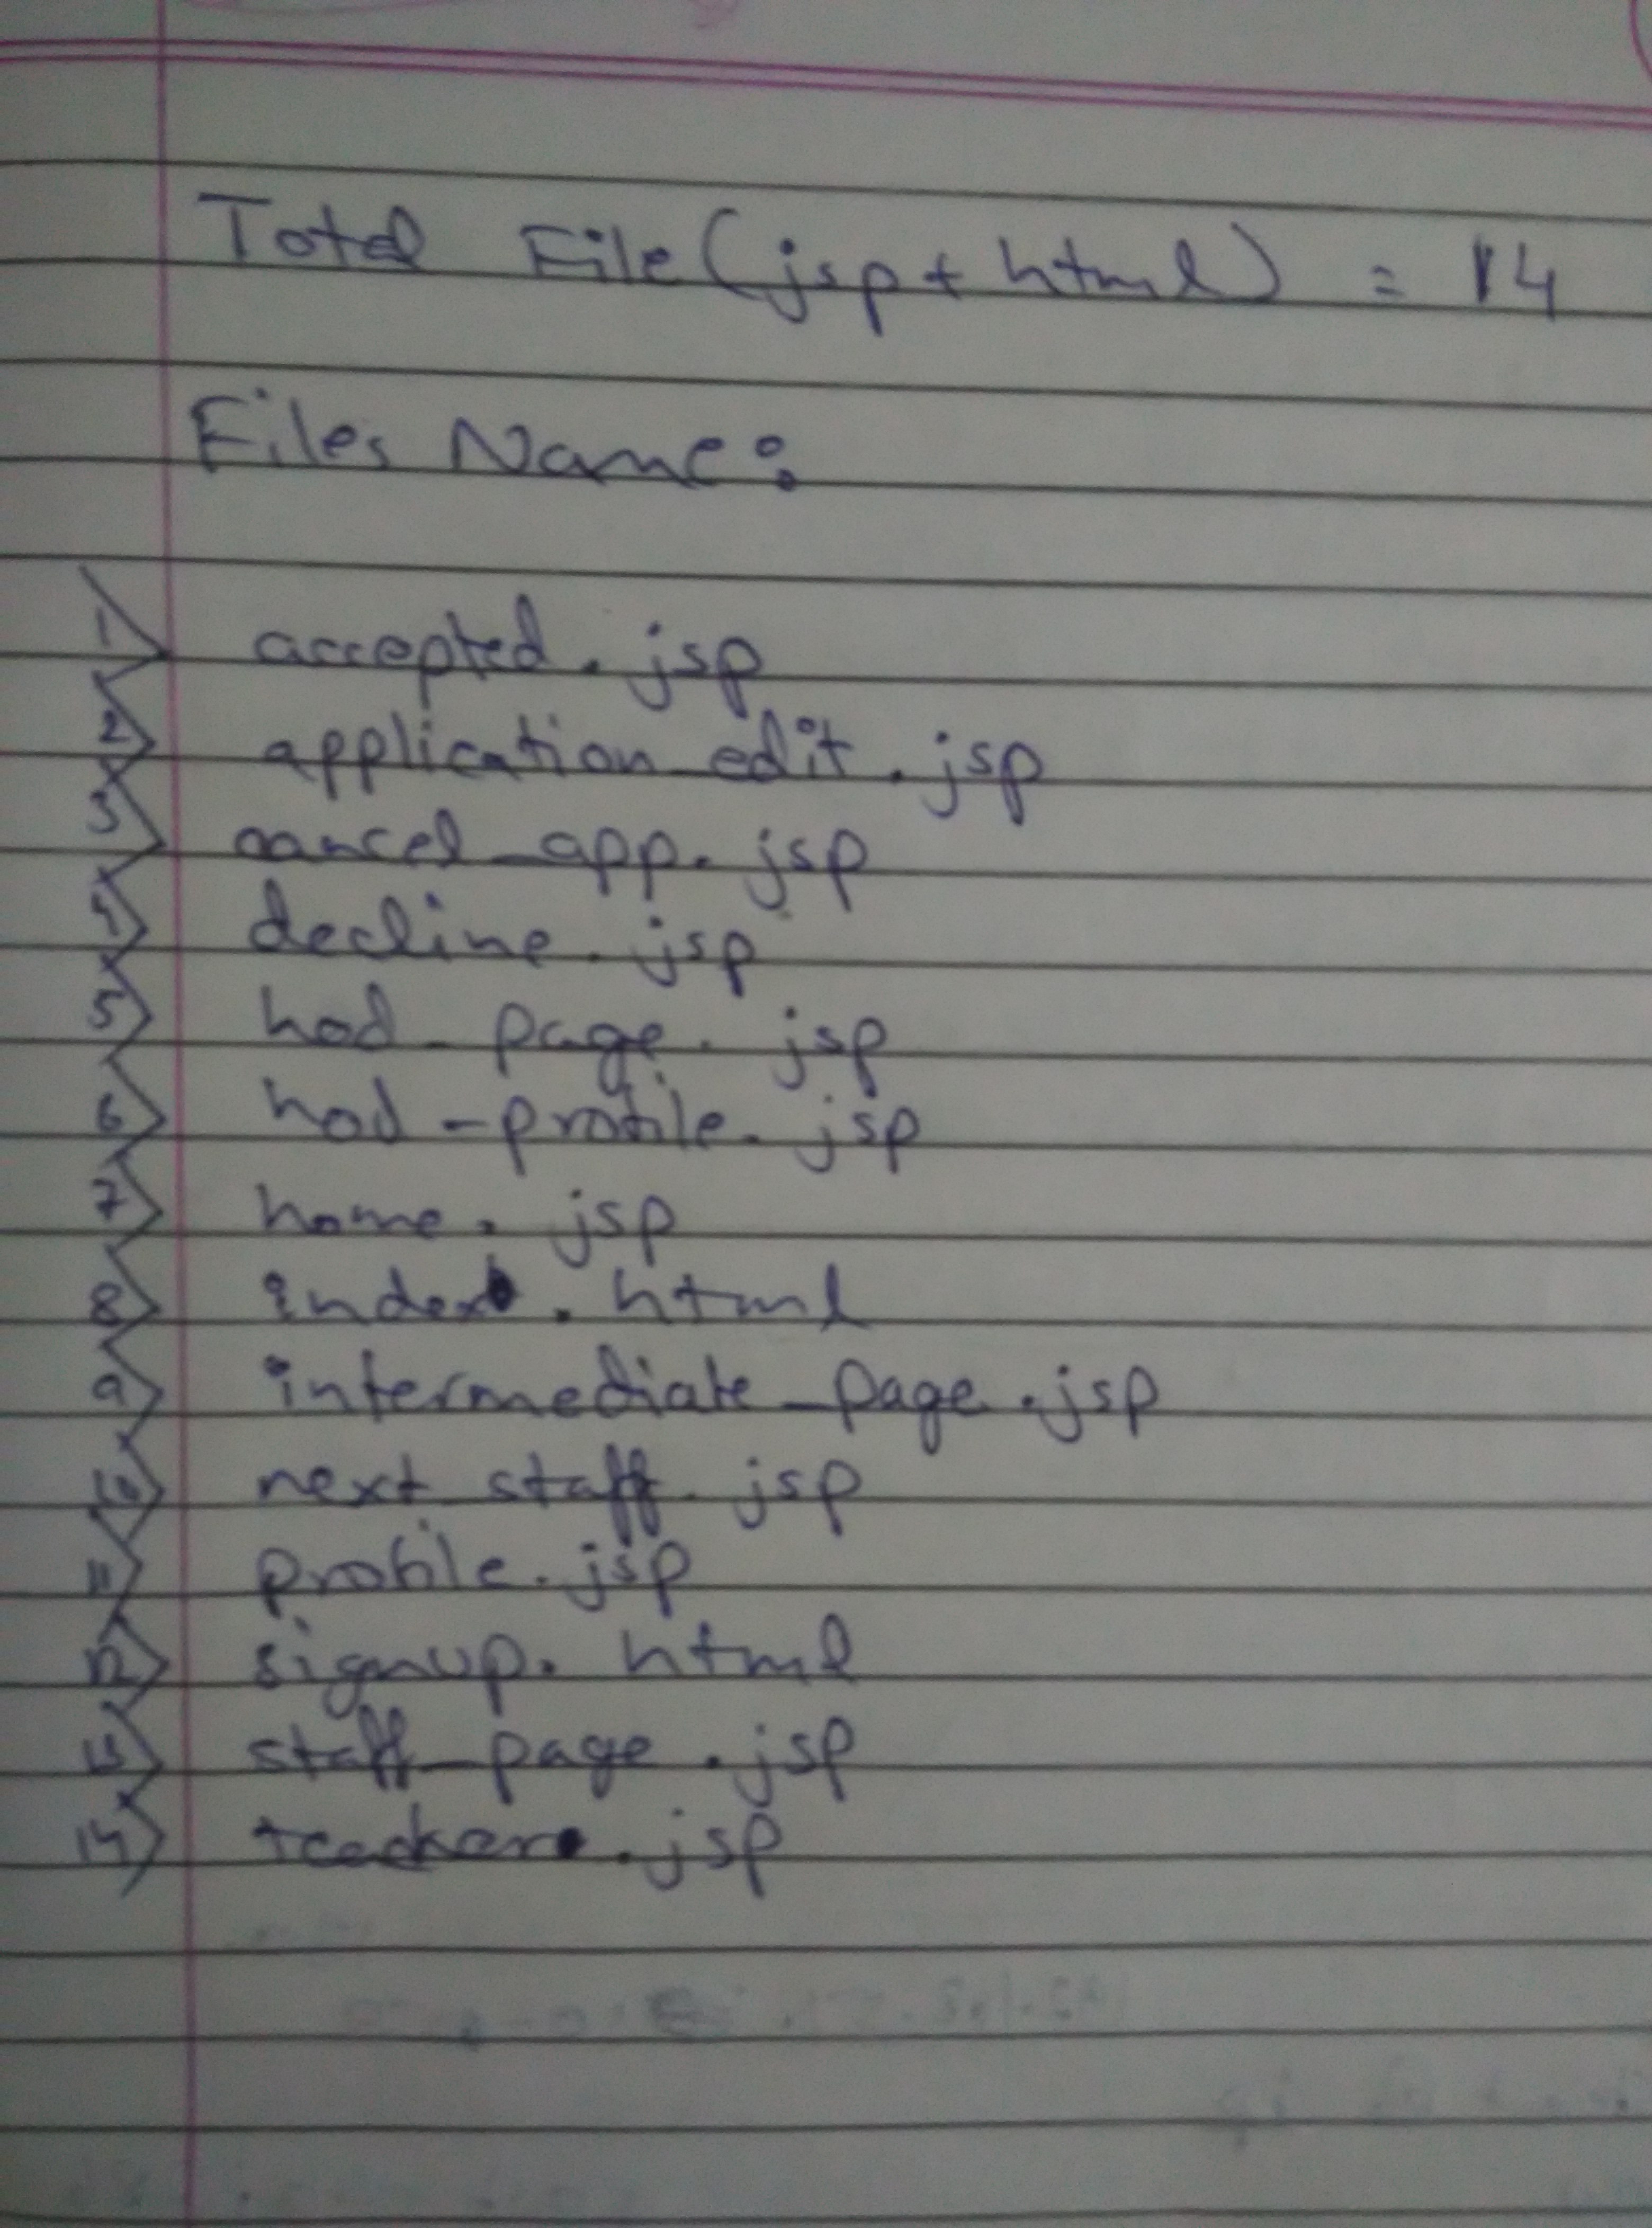 Total File (jsp + html) = 14
Files Name:
1> accepted.jsp
2> application_edit.jsp
3> cancel_app.jsp
4> decline.jsp
5> hod_page.jsp
6> hod_profile.jsp
7> home.jsp
8> index.html
9> intermediate_page.jsp
10> next_staff.jsp
11> profile.jsp
12> signup.html
13> staff_page.jsp
14> teacher.jsp